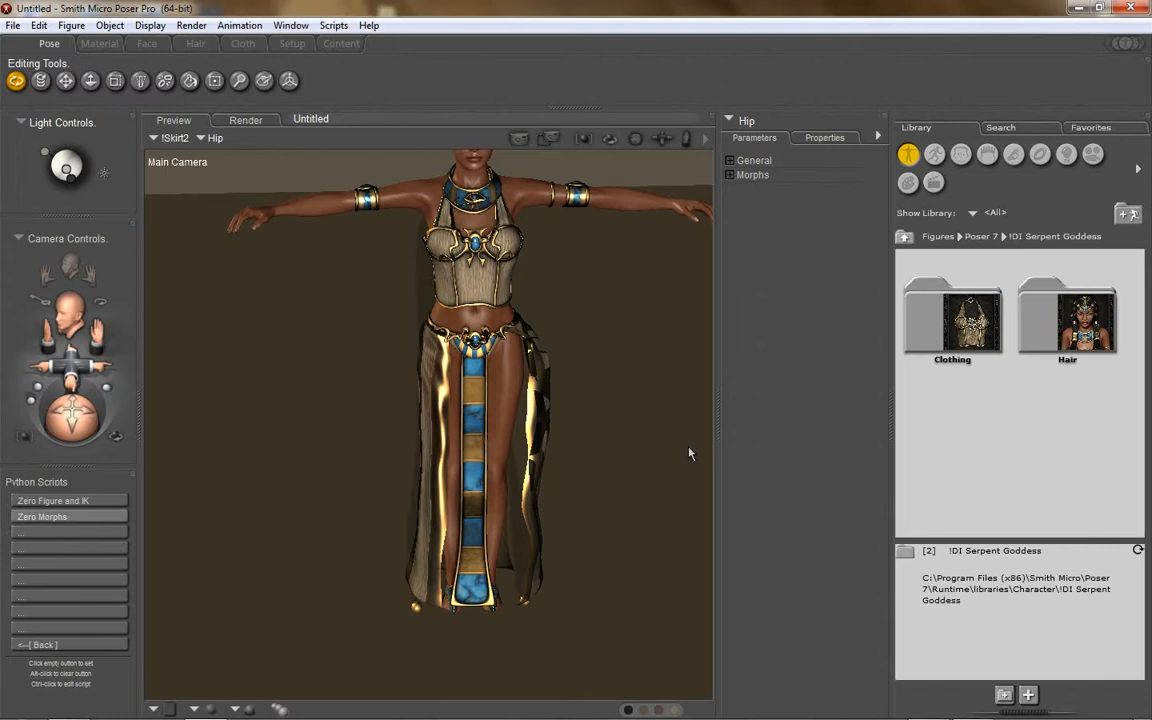 Untitled - Smith Micro Poser Pro (64-bit)
File Edit Figure Object Display Render Animation Window Scripts Help
Pose Material Face Hair Cloth Setup Content
Editing Tools.
Light Controls.
Preview Render Untitled
!Skirt2 Hip
Main Camera
Camera Controls.
Python Scripts
Zero Figure and IK
Zero Morphs
...
...
...
...
...
...
...
<---[ Back ]
Click empty button to set
Alt-click to clear button
Ctrl-click to edit script
Hip
Parameters Properties
General
Morphs
Library Search Favorites
Show Library: <All>
Figures Poser 7 !DI Serpent Goddess
Clothing Hair
[2] !DI Serpent Goddess
C:\Program Files (x86)\Smith Micro\Poser
7\Runtime\libraries\Character\!DI Serpent
Goddess